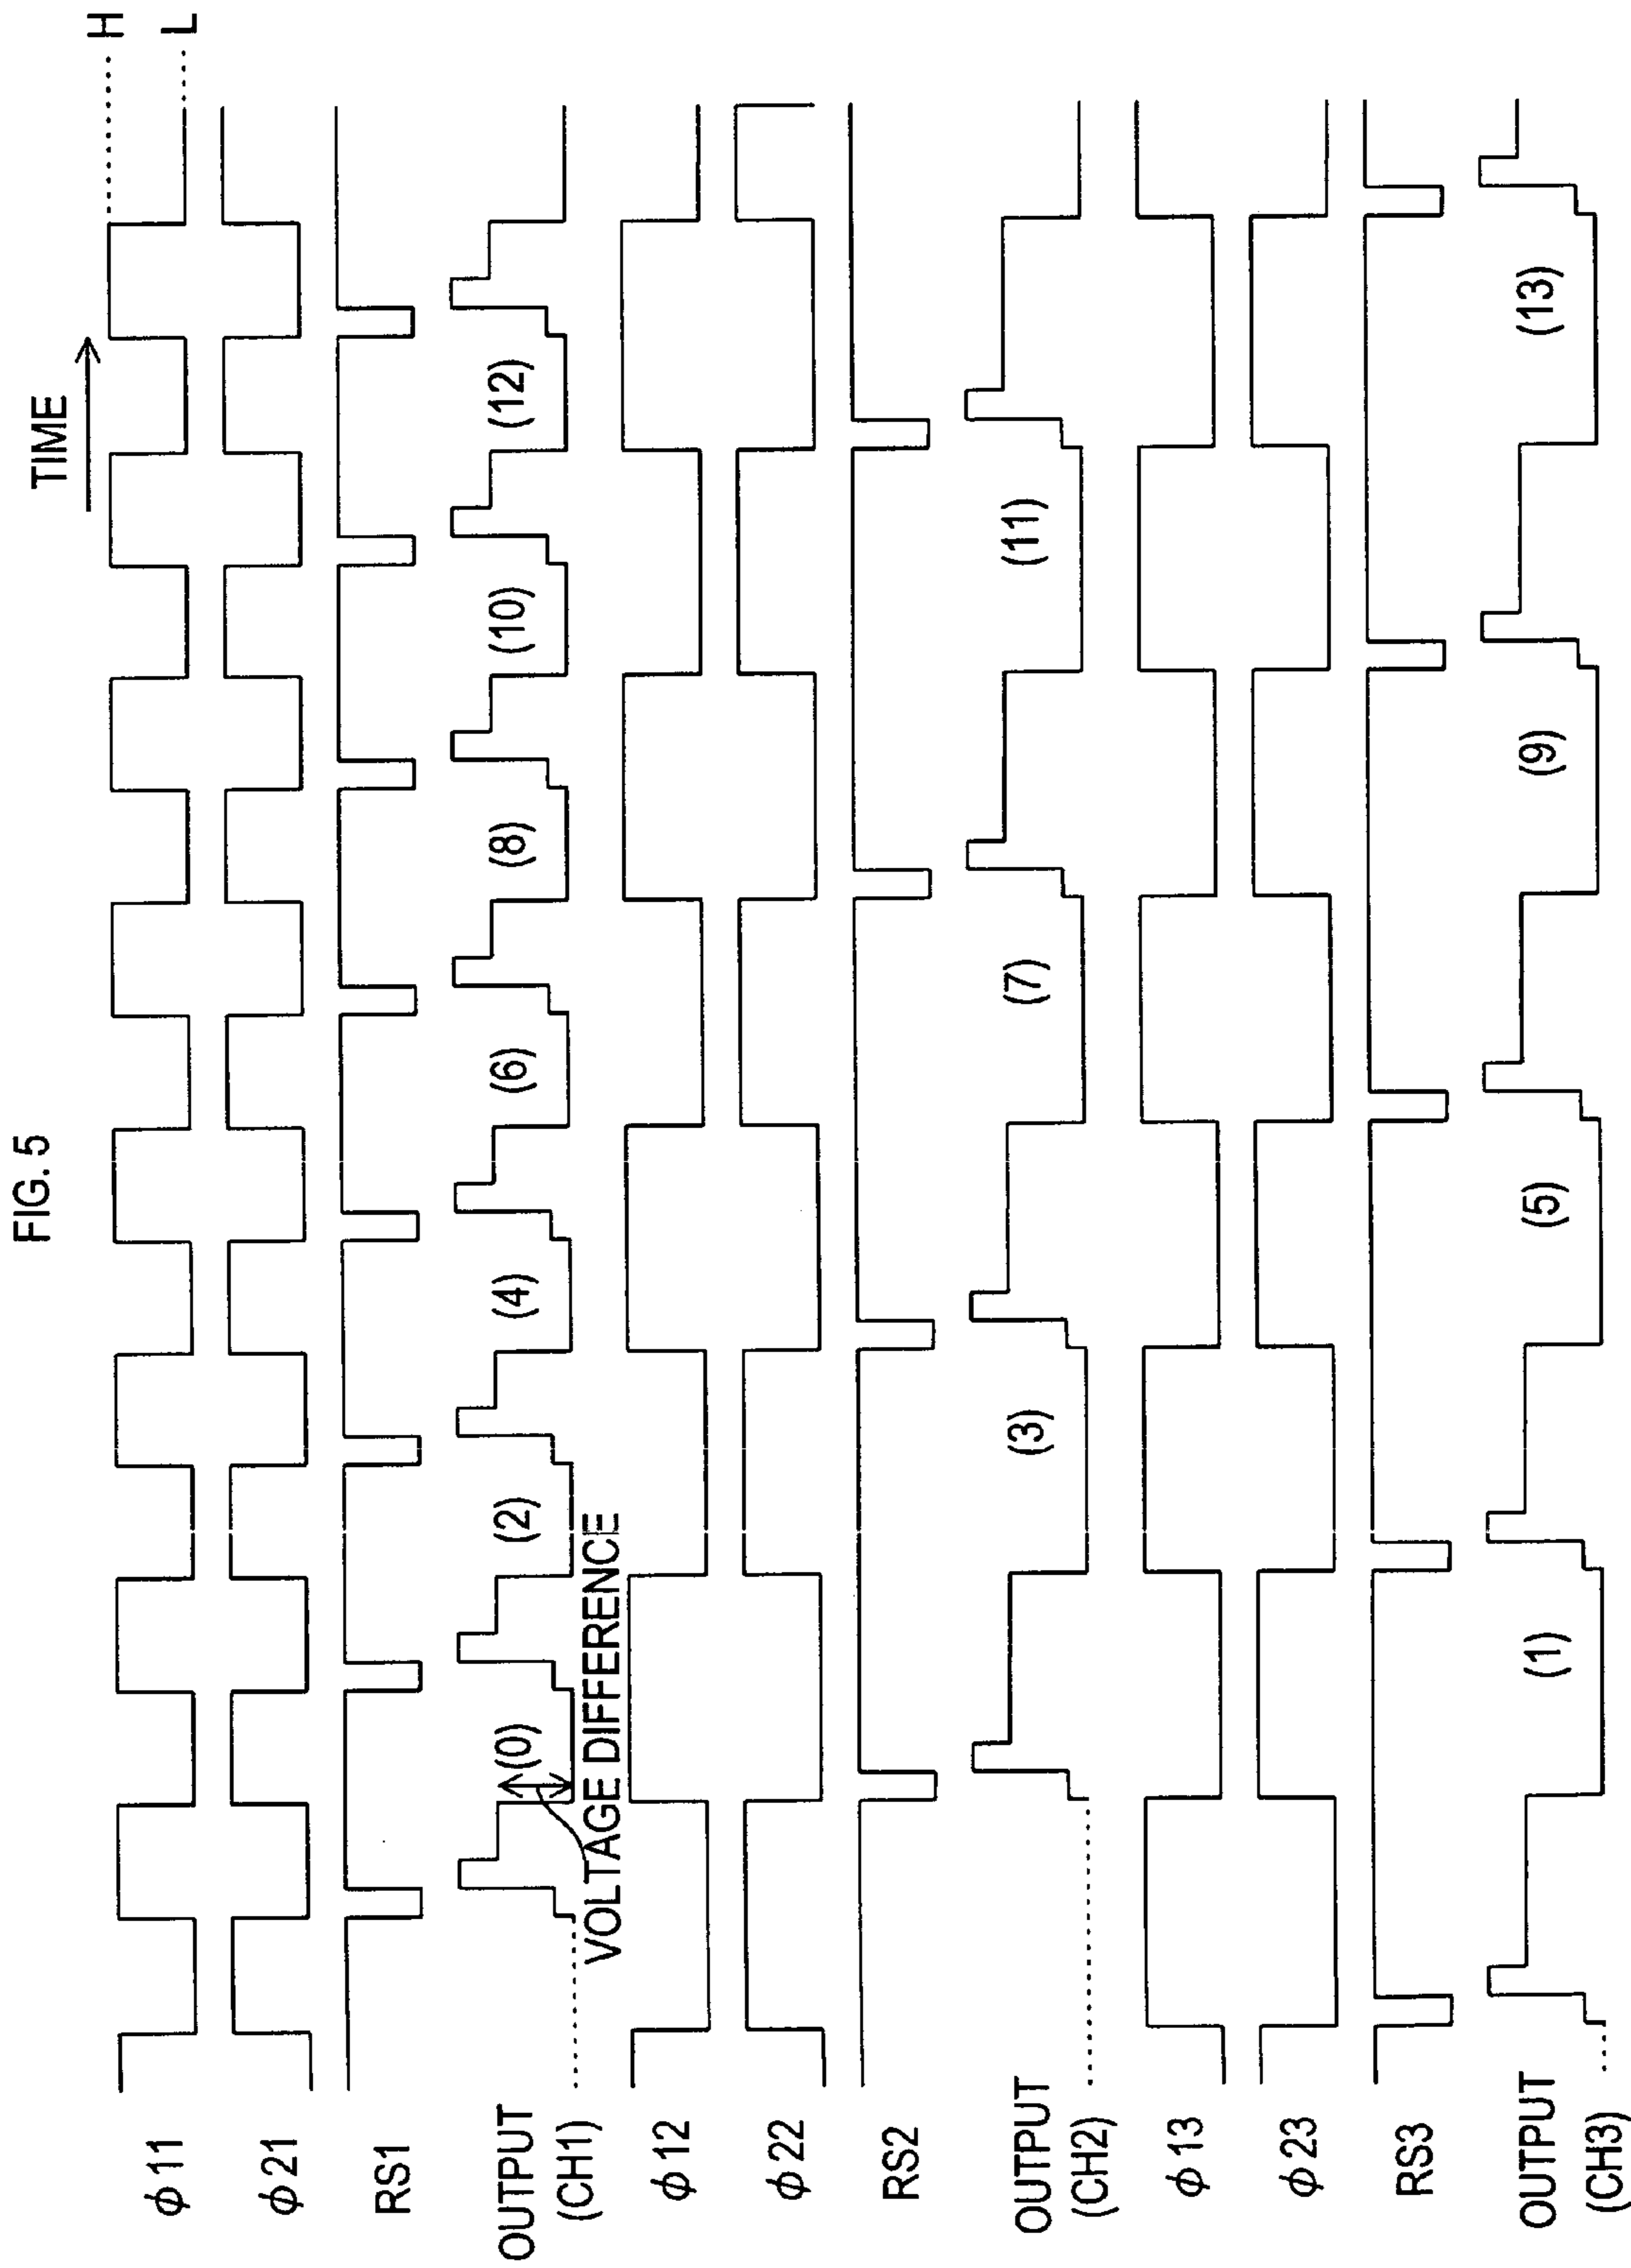 FIG. 5
TIME
H
L
φ11
φ21
RS1
OUTPUT
(CH1)
(0)
(2)
(4)
(6)
(8)
(10)
(12)
VOLTAGE DIFFERENCE
φ12
φ22
RS2
OUTPUT
(CH2)
(3)
(7)
(11)
φ13
φ23
RS3
OUTPUT
(CH3)
(1)
(5)
(9)
(13)